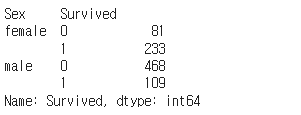 Sex     Survived
female  0            81
        1           233
male    0           468
        1           109
Name: Survived, dtype: int64